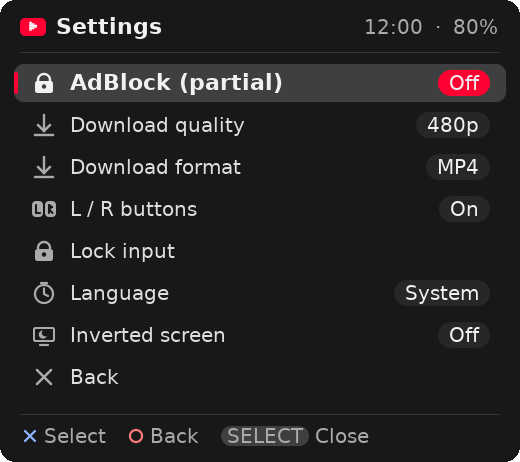 Settings 12:00 · 80%
AdBlock (partial) Off
Download quality 480p
Download format MP4
L R L / R buttons On
Lock input
Language System
Inverted screen Off
Back
Select Back SELECT Close